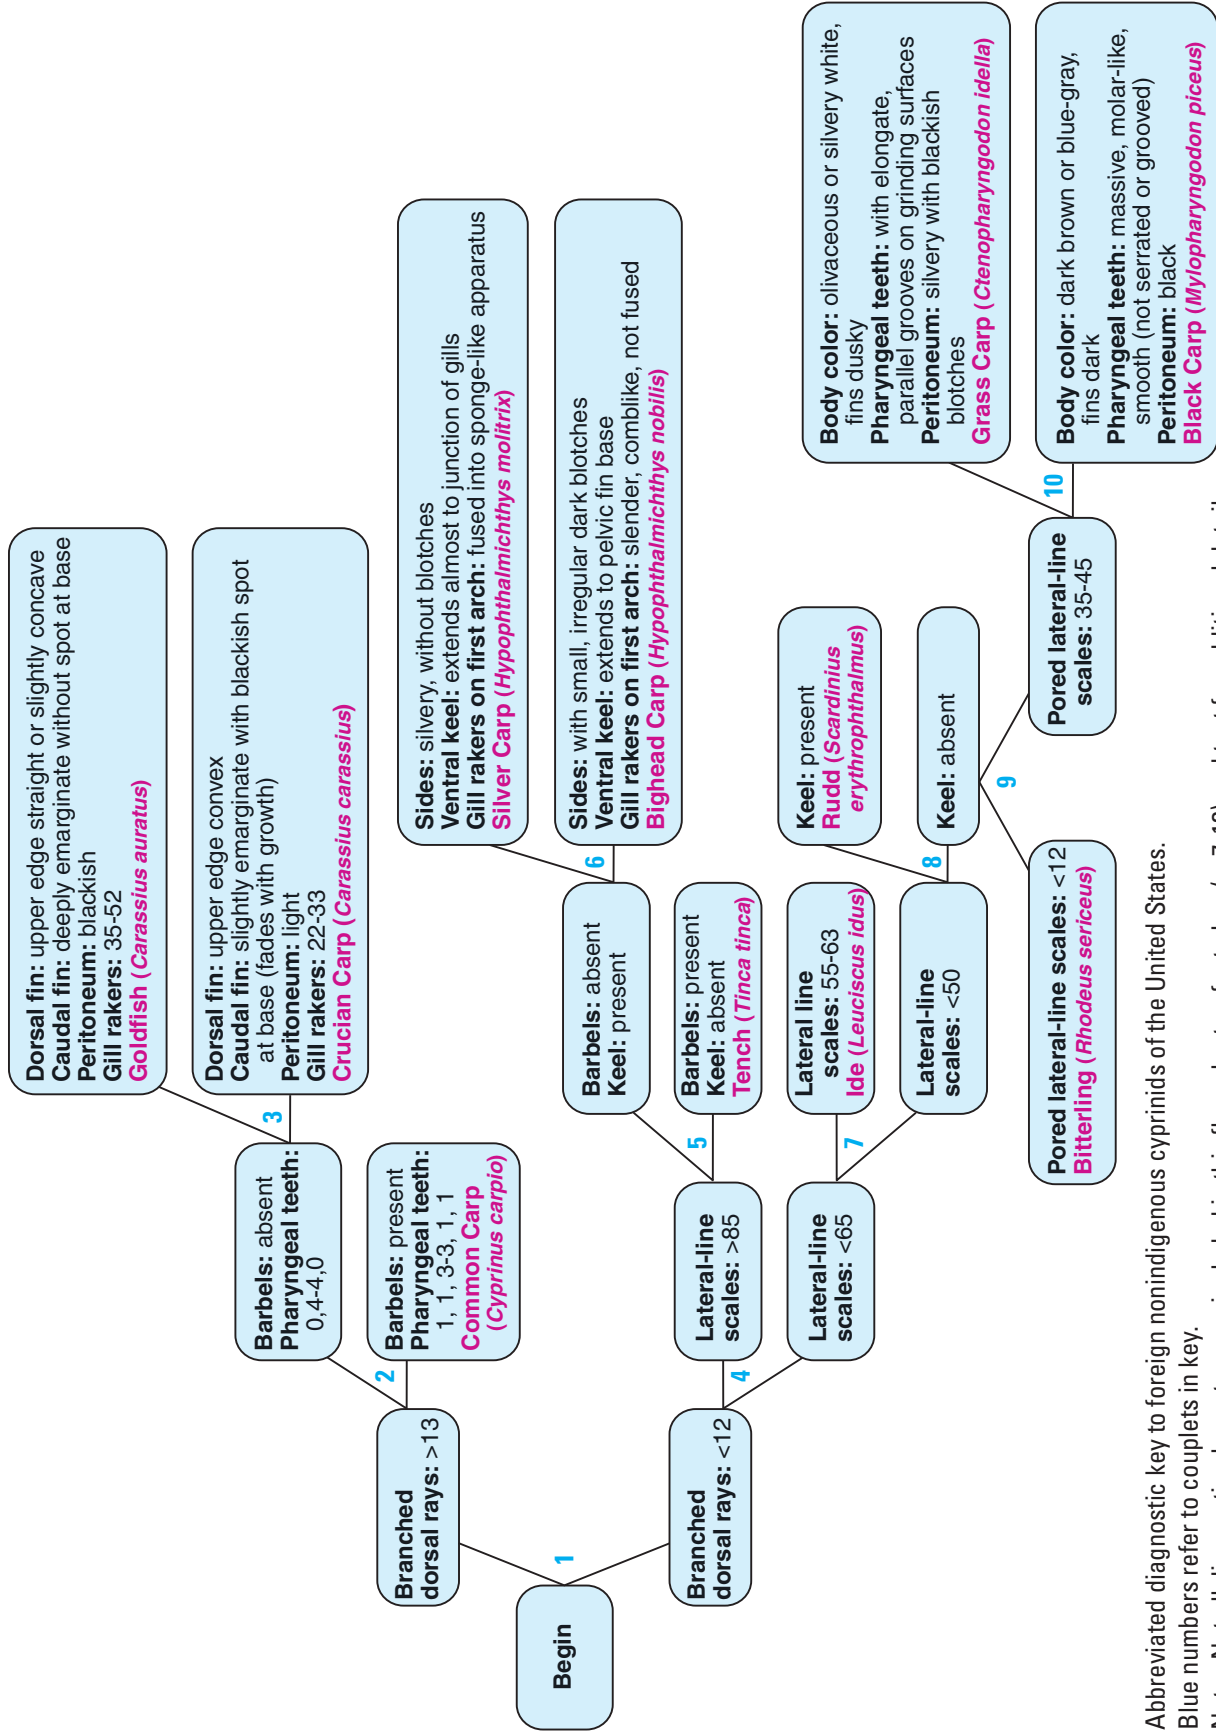 Begin
1
Branched
dorsal rays: >13
2
Barbels: absent
Pharyngeal teeth:
0,4-4,0
3
Dorsal fin: upper edge straight or slightly concave
Caudal fin: deeply emarginate without spot at base
Peritoneum: blackish
Gill rakers: 35-52
Goldfish (Carassius auratus)
Dorsal fin: upper edge convex
Caudal fin: slightly emarginate with blackish spot
at base (fades with growth)
Peritoneum: light
Gill rakers: 22-33
Crucian Carp (Carassius carassius)
Barbels: present
Pharyngeal teeth:
1, 1, 3-3, 1, 1
Common Carp
(Cyprinus carpio)
Branched
dorsal rays: <12
4
Lateral-line
scales: >85
5
Barbels: absent
Keel: present
6
Sides: silvery, without blotches
Ventral keel: extends almost to junction of gills
Gill rakers on first arch: fused into sponge-like apparatus
Silver Carp (Hypophthalmichthys molitrix)
Sides: with small, irregular dark blotches
Ventral keel: extends to pelvic fin base
Gill rakers on first arch: slender, comblike, not fused
Bighead Carp (Hypophthalmichthys nobilis)
Barbels: present
Keel: absent
Tench (Tinca tinca)
Lateral-line
scales: <65
7
Lateral line
scales: 55-63
Ide (Leuciscus idus)
Lateral-line
scales: <50
8
Keel: present
Rudd (Scardinius
erythrophthalmus)
Keel: absent
9
Pored lateral-line scales: <12
Bitterling (Rhodeus sericeus)
Pored lateral-line
scales: 35-45
10
Body color: olivaceous or silvery white,
fins dusky
Pharyngeal teeth: with elongate,
parallel grooves on grinding surfaces
Peritoneum: silvery with blackish
blotches
Grass Carp (Ctenopharyngodon idella)
Body color: dark brown or blue-gray,
fins dark
Pharyngeal teeth: massive, molar-like,
smooth (not serrated or grooved)
Peritoneum: black
Black Carp (Mylopharyngodon piceus)
Abbreviated diagnostic key to foreign nonindigenous cyprinids of the United States.
Blue numbers refer to couplets in key.